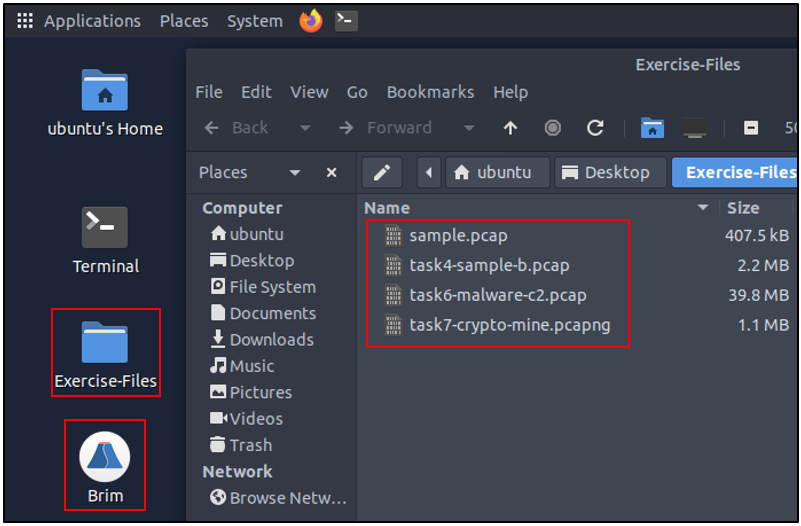 Applications Places System
ubuntu's Home
Terminal
Exercise-Files
Brim
Exercise-Files
File Edit View Go Bookmarks Help
Back Forward 50
Places
ubuntu Desktop Exercise-Files
Computer
ubuntu
Desktop
File System
Documents
Downloads
Music
Pictures
Videos
Trash
Network
Browse Netw...
Name Size
sample.pcap 407.5 kB
task4-sample-b.pcap 2.2 MB
task6-malware-c2.pcap 39.8 MB
task7-crypto-mine.pcapng 1.1 MB